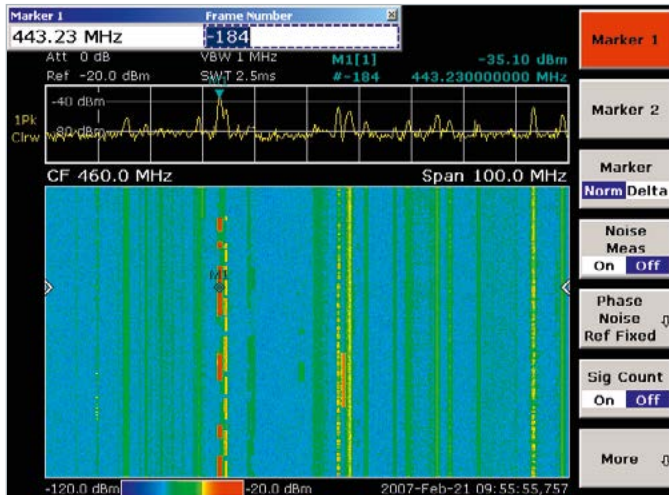 Marker 1 Frame Number
443.23 MHz -184
Att 0 dB VBW 1 MHz M1[1] -35.10 dBm
Ref -20.0 dBm SWT 2.5ms #-184 443.230000000 MHz
M1
-40 dBm
1Pk
Clrw
-80 dBm
CF 460.0 MHz Span 100.0 MHz
M1
-120.0 dBm -20.0 dBm 2007-Feb-21 09:55:55,757
Marker 1
Marker 2
Marker
Norm Delta
Noise
Meas
On Off
Phase
Noise
Ref Fixed
Sig Count
On Off
More